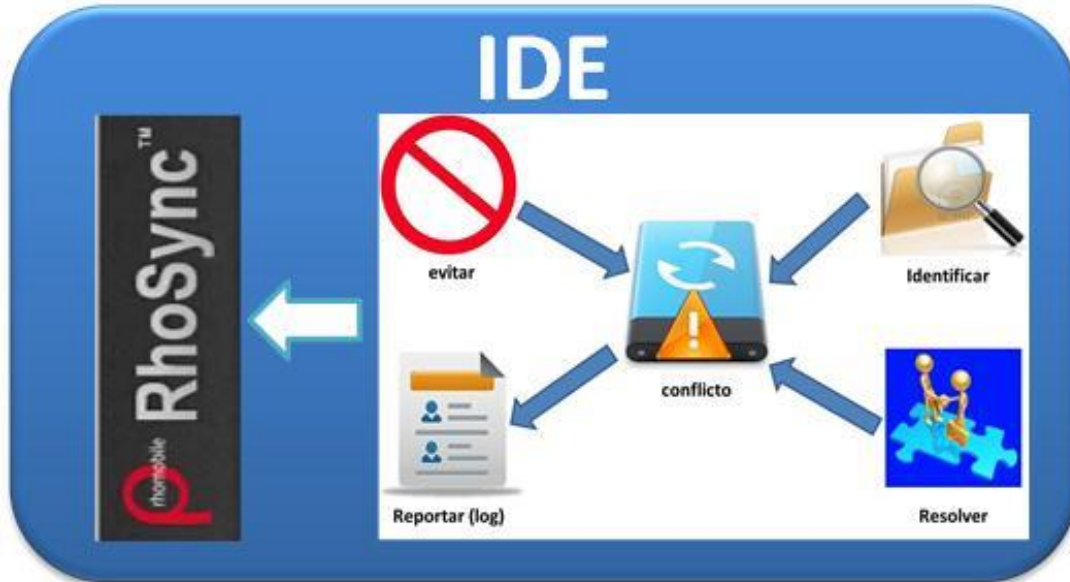 IDE
rhomobile
RhoSync™
evitar
Identificar
conflicto
Reportar (log)
Resolver